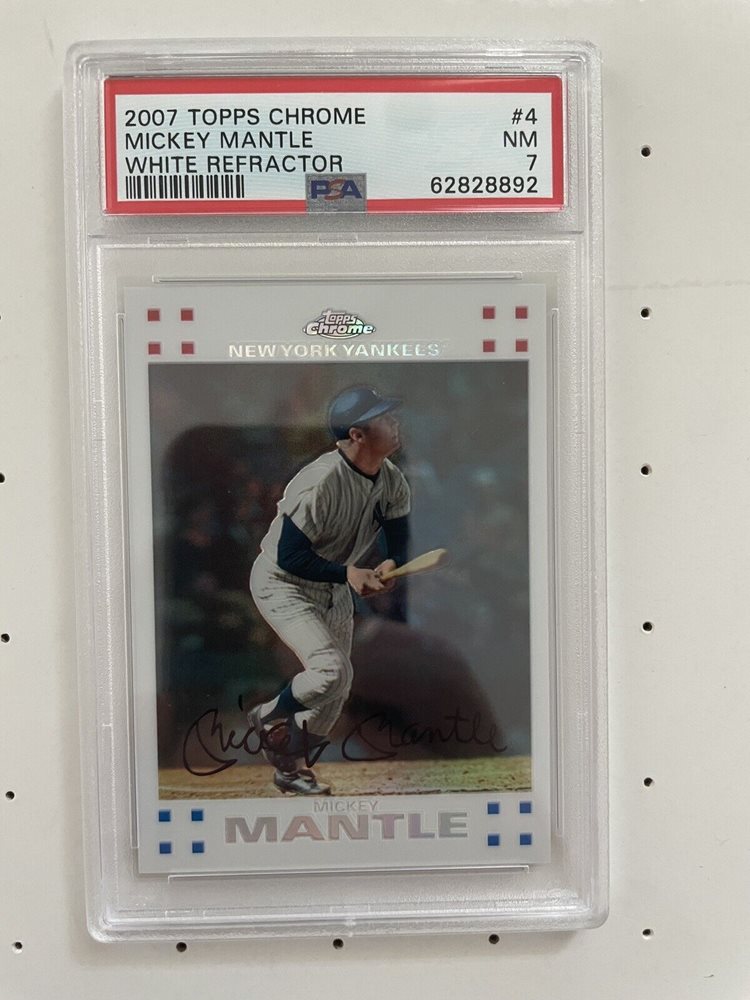 2007 TOPPS CHROME #4
MICKEY MANTLE NM
WHITE REFRACTOR 7
PSA 62828892
Topps
Chrome
NEW YORK YANKEES
Mickey Mantle
MICKEY
MANTLE